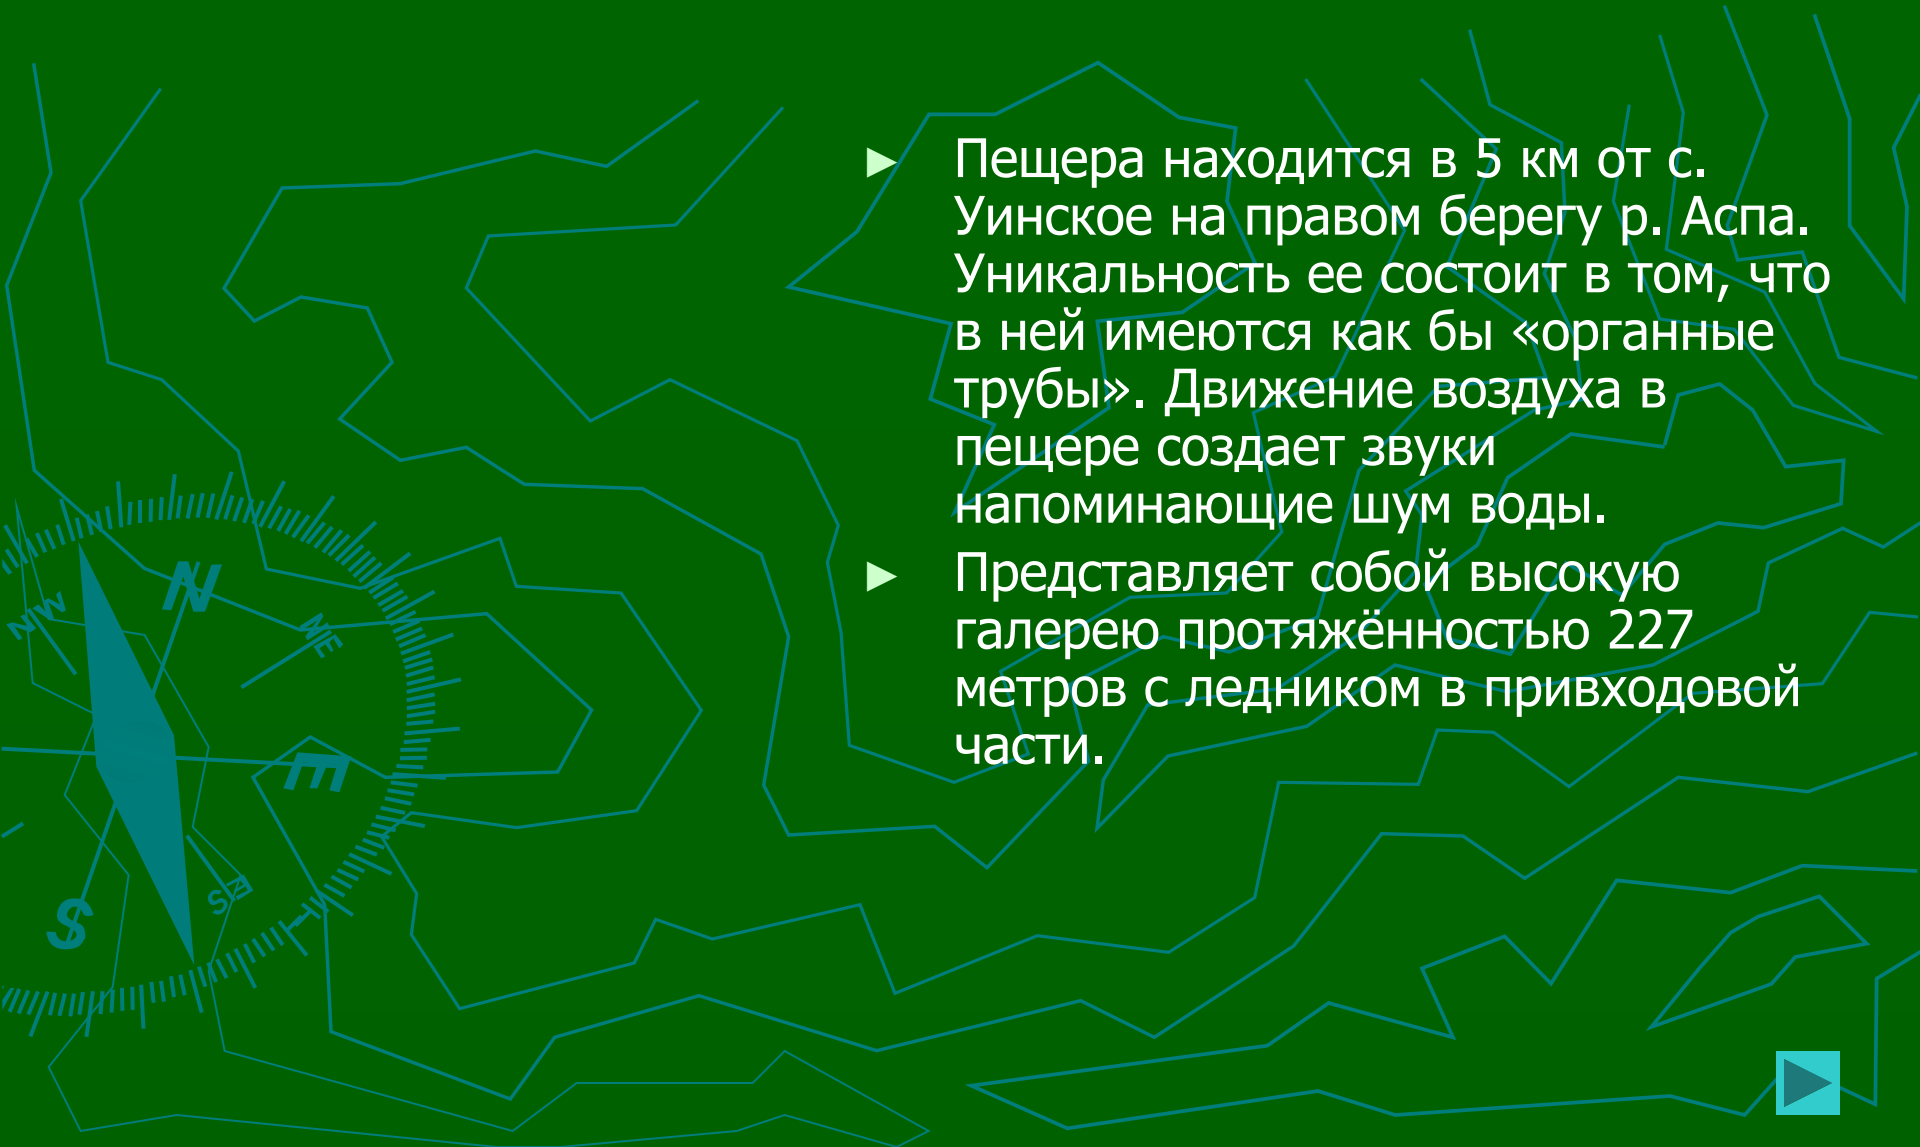 ► Пещера находится в 5 км от с.
Уинское на правом берегу р. Аспа.
Уникальность ее состоит в том, что
в ней имеются как бы «органные
трубы». Движение воздуха в
пещере создает звуки
напоминающие шум воды.
► Представляет собой высокую
галерею протяжённостью 227
метров с ледником в привходовой
части.
NW
N
WE
E
S